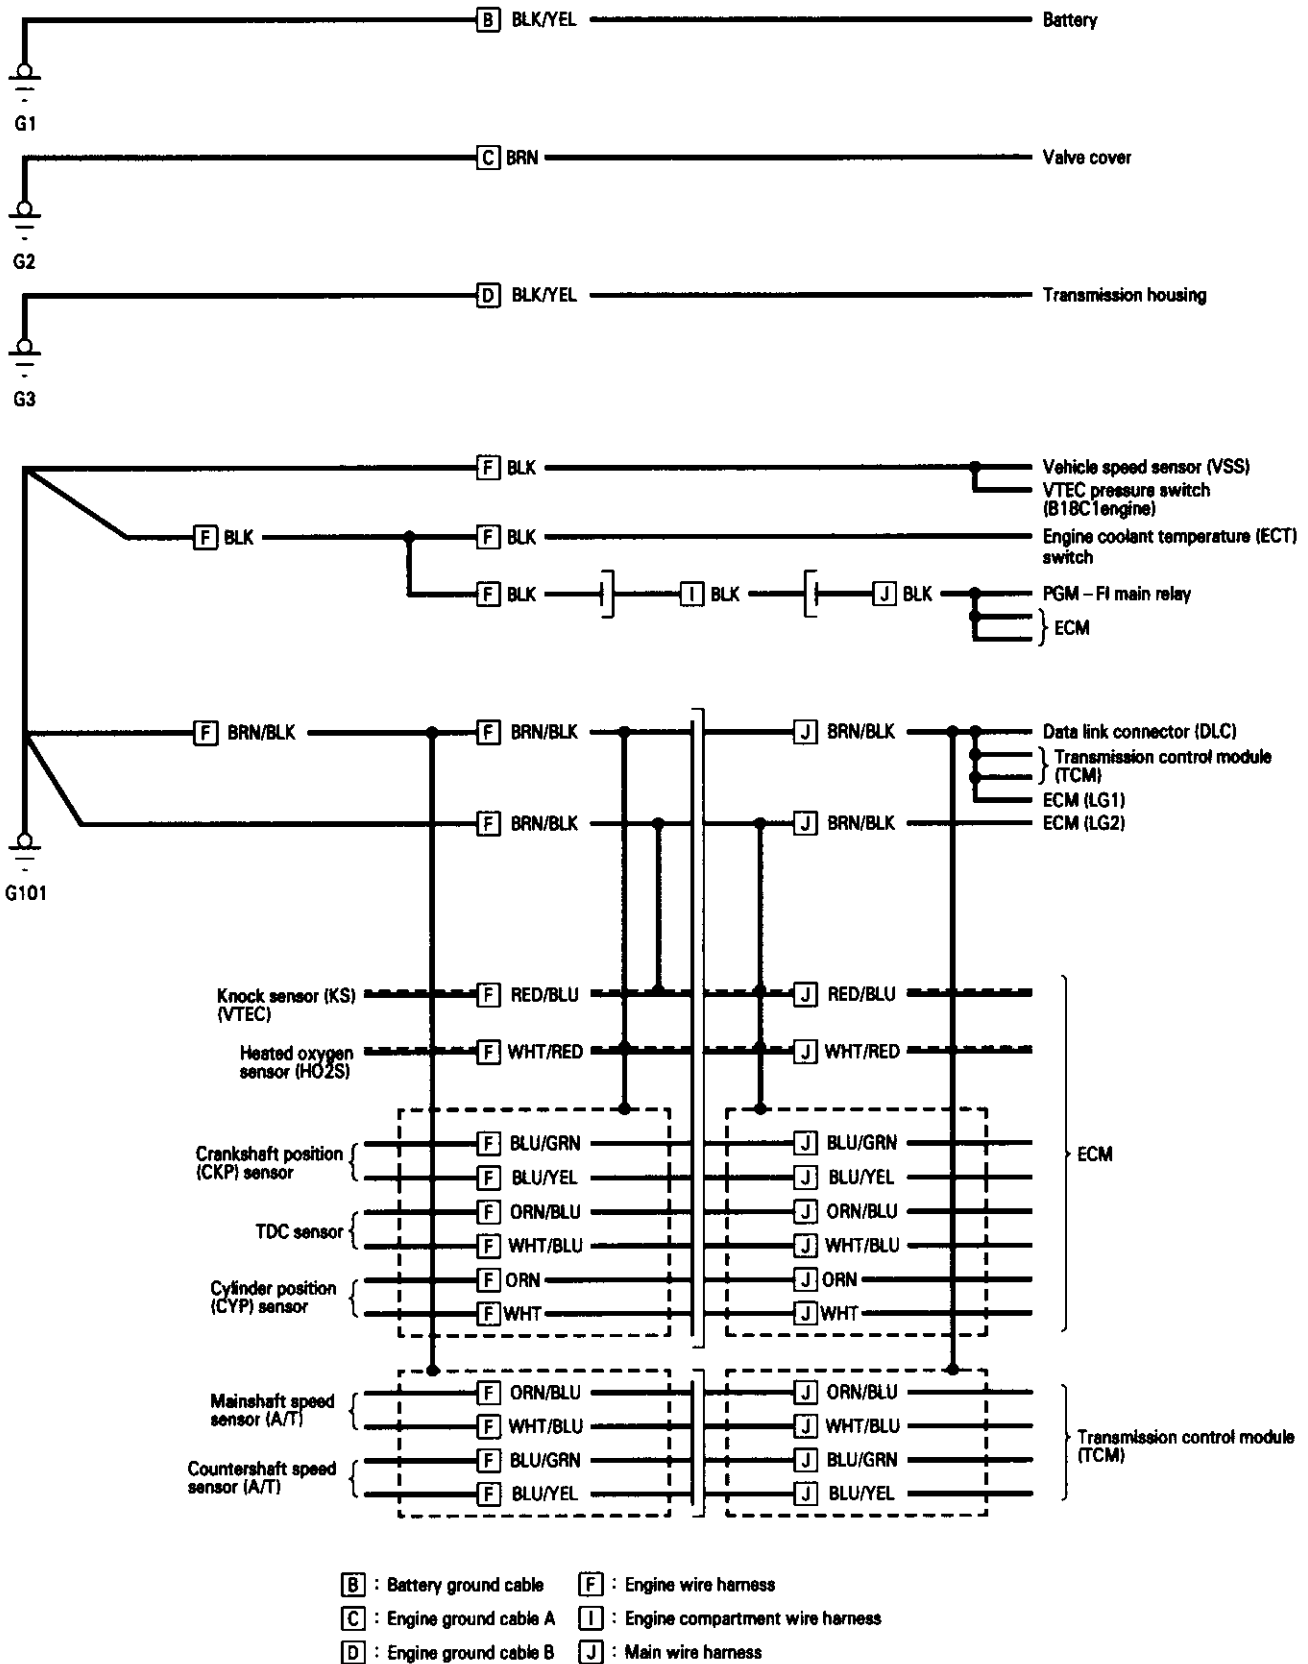 B BLK/YEL Battery
G1
C BRN Valve cover
G2
D BLK/YEL Transmission housing
G3
F BLK Vehicle speed sensor (VSS)
VTEC pressure switch
(B18C1engine)
F BLK F BLK Engine coolant temperature (ECT)
switch
F BLK I BLK J BLK PGM – FI main relay
ECM
F BRN/BLK F BRN/BLK J BRN/BLK Data link connector (DLC)
Transmission control module
(TCM)
ECM (LG1)
F BRN/BLK J BRN/BLK ECM (LG2)
G101
Knock sensor (KS) F RED/BLU J RED/BLU
(VTEC)
Heated oxygen F WHT/RED J WHT/RED
sensor (HO2S)
Crankshaft position F BLU/GRN J BLU/GRN ECM
(CKP) sensor F BLU/YEL J BLU/YEL
TDC sensor F ORN/BLU J ORN/BLU
F WHT/BLU J WHT/BLU
Cylinder position F ORN J ORN
(CYP) sensor F WHT J WHT
Mainshaft speed F ORN/BLU J ORN/BLU
sensor (A/T) F WHT/BLU J WHT/BLU
Transmission control module
(TCM)
Countershaft speed F BLU/GRN J BLU/GRN
sensor (A/T) F BLU/YEL J BLU/YEL
B : Battery ground cable F : Engine wire harness
C : Engine ground cable A I : Engine compartment wire harness
D : Engine ground cable B J : Main wire harness